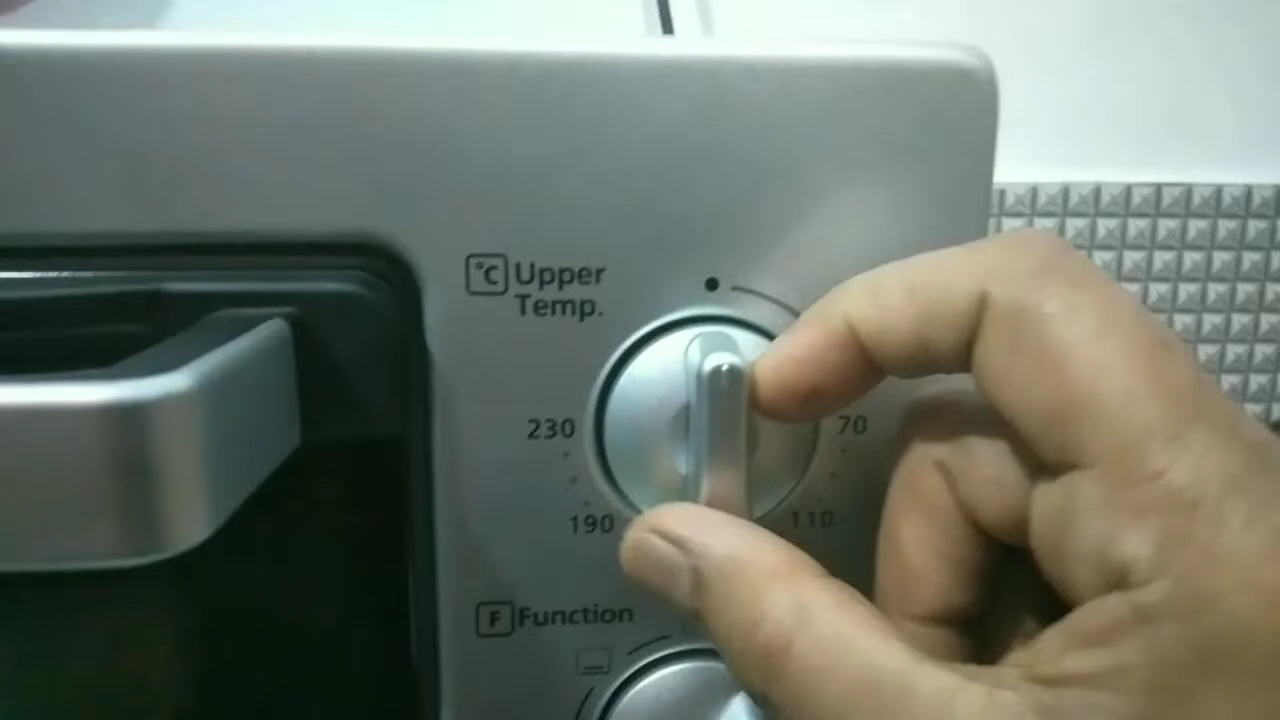 ℃ Upper
Temp.
230
70
190
110
F Function